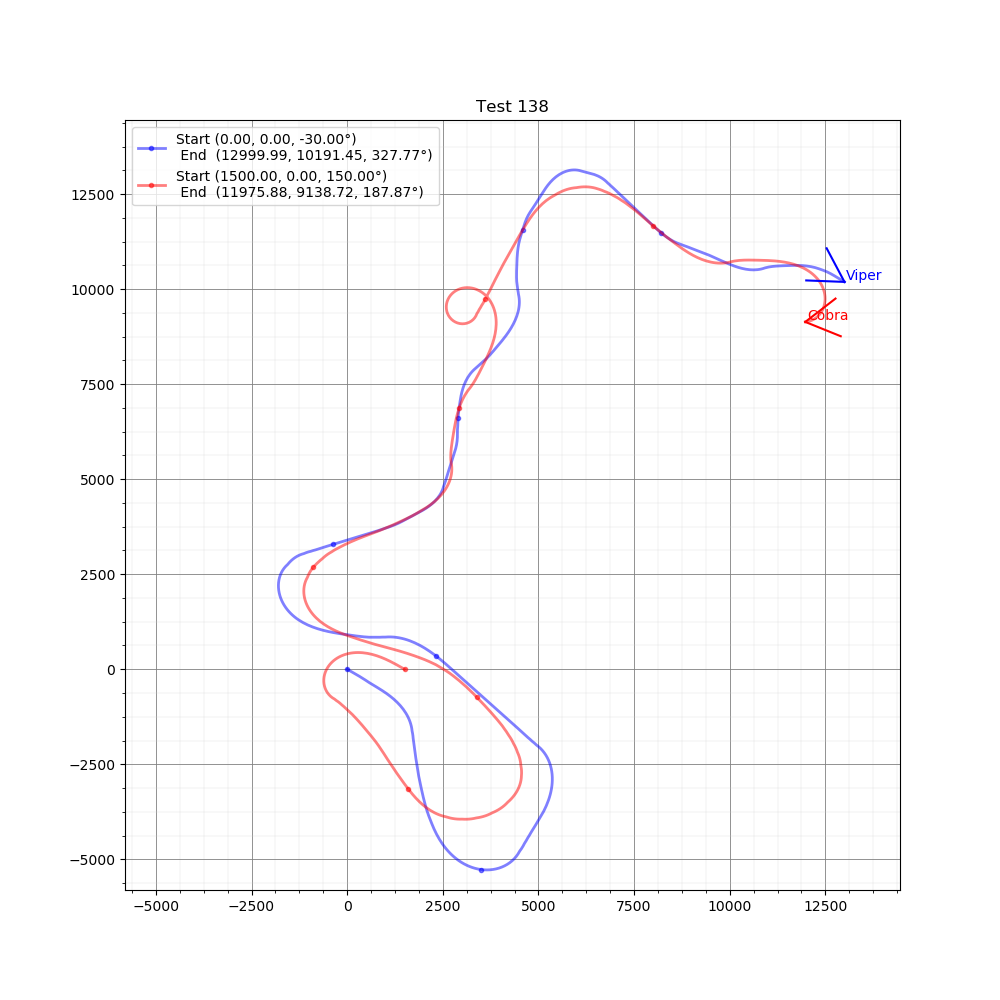 Test 138
Start (0.00, 0.00, -30.00°)
End (12999.99, 10191.45, 327.77°)
Start (1500.00, 0.00, 150.00°)
End (11975.88, 9138.72, 187.87°)
12500
10000
7500
5000
2500
0
−2500
−5000
Viper
Cobra
−5000 −2500 0 2500 5000 7500 10000 12500